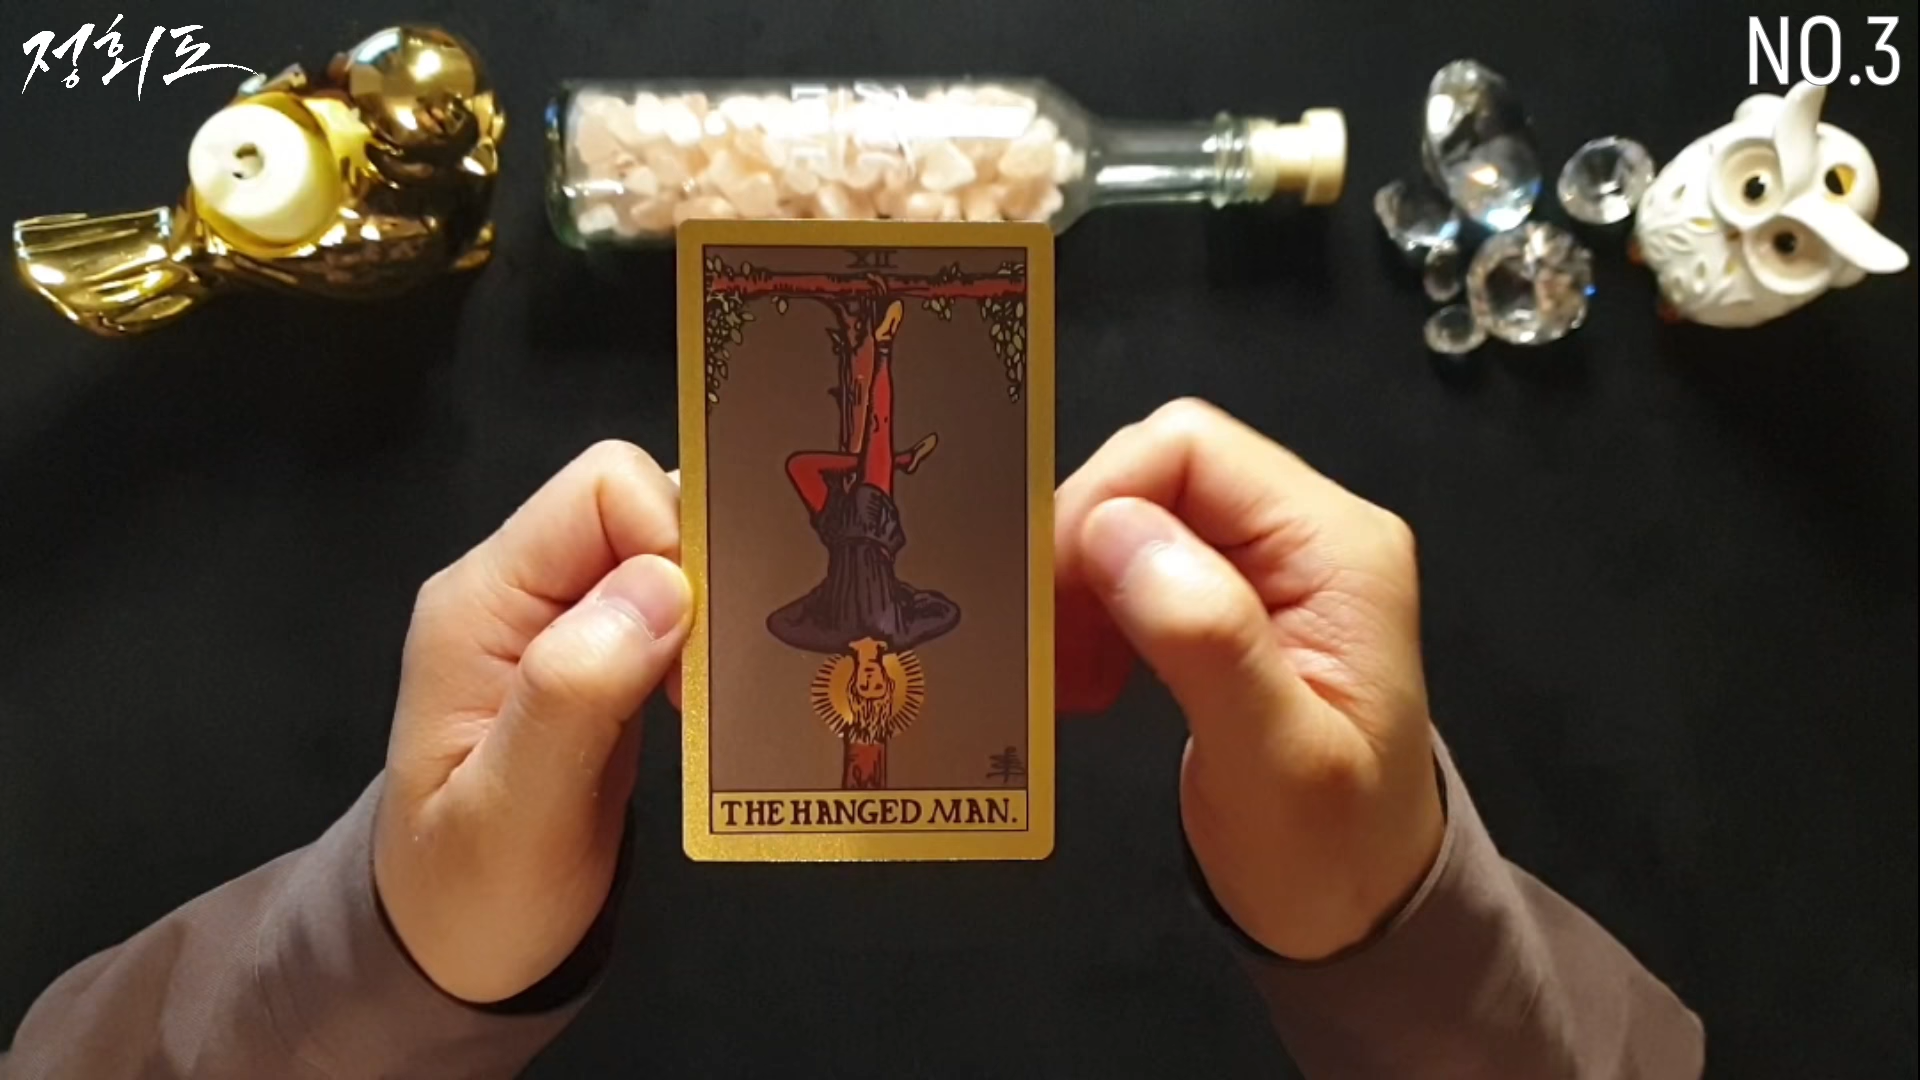 정회도
NO.3
XII
THE HANGED MAN.